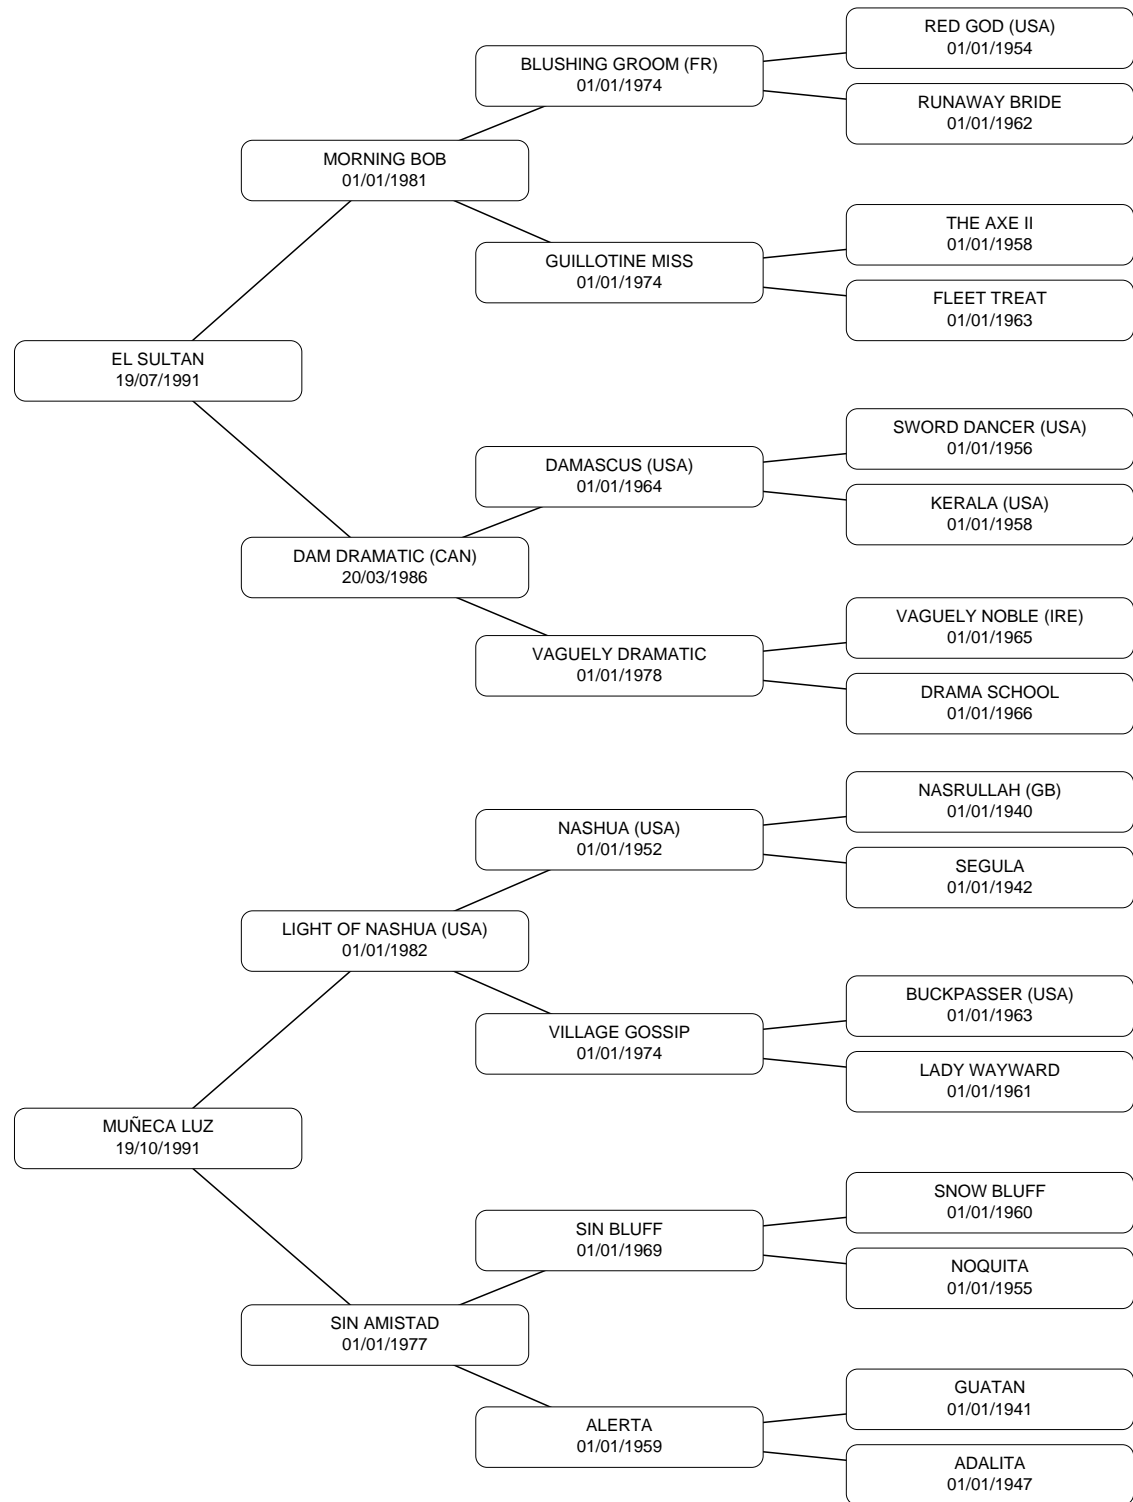 RED GOD (USA)
01/01/1954
BLUSHING GROOM (FR)
01/01/1974
RUNAWAY BRIDE
01/01/1962
MORNING BOB
01/01/1981
THE AXE II
01/01/1958
GUILLOTINE MISS
01/01/1974
FLEET TREAT
01/01/1963
EL SULTAN
19/07/1991
SWORD DANCER (USA)
01/01/1956
DAMASCUS (USA)
01/01/1964
KERALA (USA)
01/01/1958
DAM DRAMATIC (CAN)
20/03/1986
VAGUELY NOBLE (IRE)
01/01/1965
VAGUELY DRAMATIC
01/01/1978
DRAMA SCHOOL
01/01/1966
NASRULLAH (GB)
01/01/1940
NASHUA (USA)
01/01/1952
SEGULA
01/01/1942
LIGHT OF NASHUA (USA)
01/01/1982
BUCKPASSER (USA)
01/01/1963
VILLAGE GOSSIP
01/01/1974
LADY WAYWARD
01/01/1961
MUÑECA LUZ
19/10/1991
SNOW BLUFF
01/01/1960
SIN BLUFF
01/01/1969
NOQUITA
01/01/1955
SIN AMISTAD
01/01/1977
GUATAN
01/01/1941
ALERTA
01/01/1959
ADALITA
01/01/1947